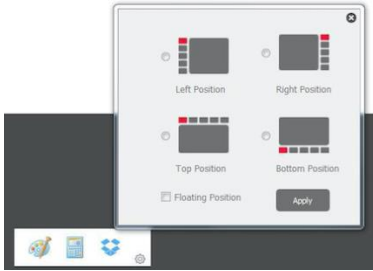 Left Position
Right Position
Top Position
Bottom Position
Floating Position
Apply